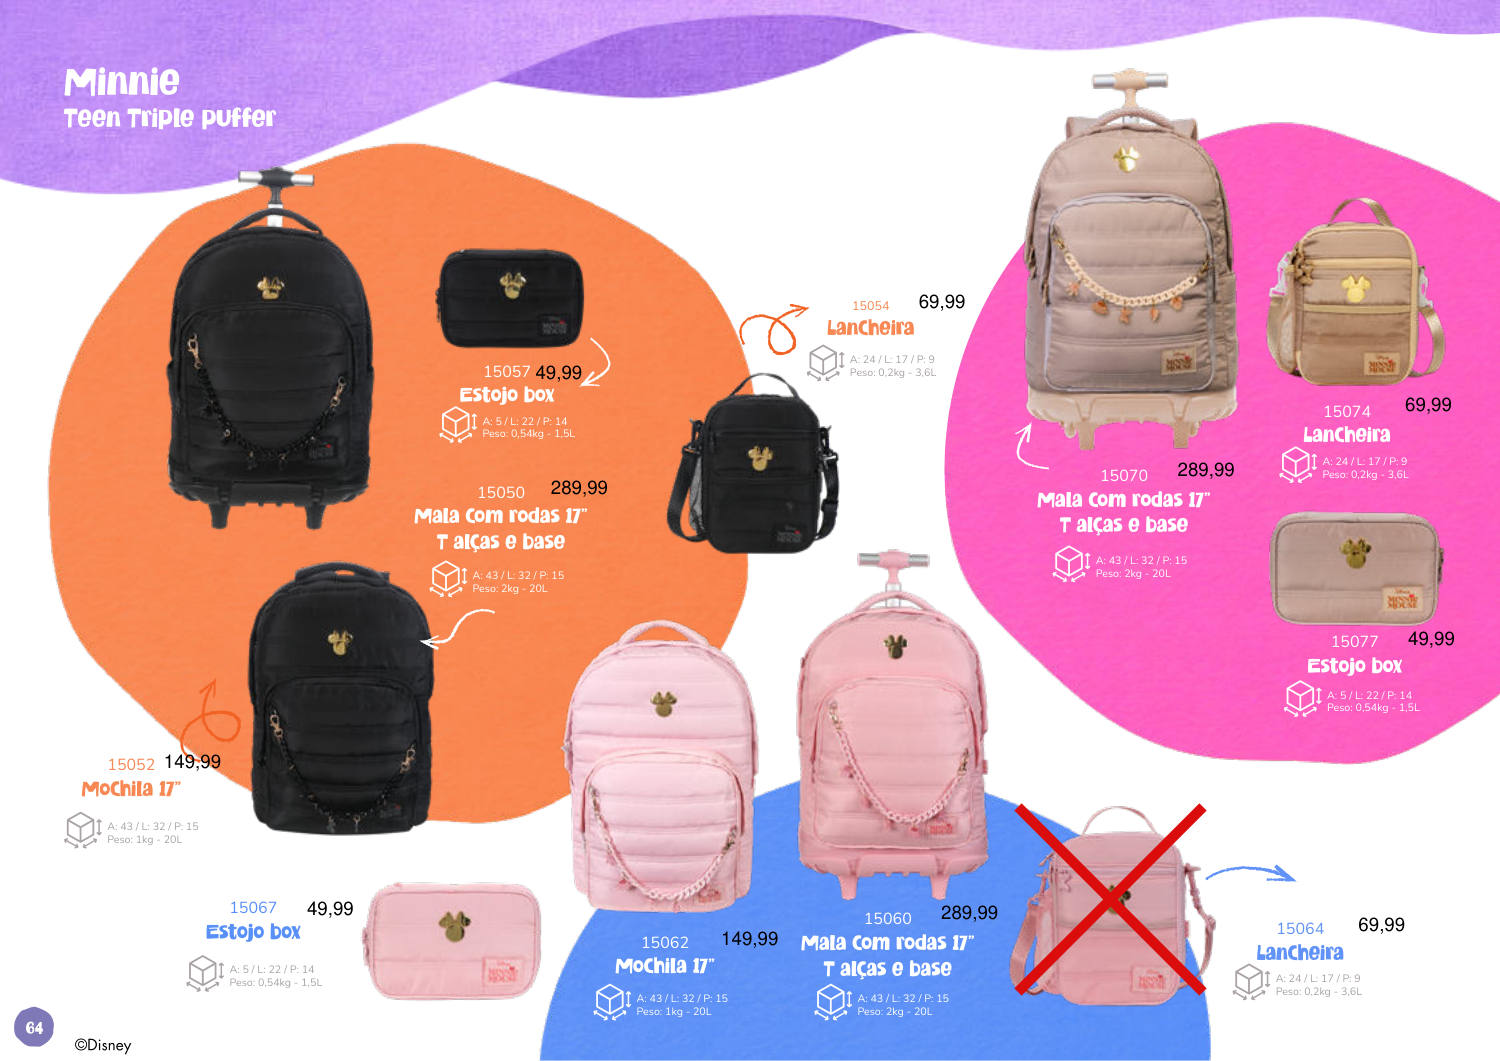 Minnie
Teen Triple puffer
15057 49,99
Estojo box
A: 5 / L: 22 / P: 14
Peso: 0,54kg - 1,5L
15054 69,99
Lancheira
A: 24 / L: 17 / P: 9
Peso: 0,2kg - 3,6L
15050 289,99
Mala com rodas 17"
T alças e base
A: 43 / L: 32 / P: 15
Peso: 2kg - 20L
15052 149,99
Mochila 17"
A: 43 / L: 32 / P: 15
Peso: 1kg - 20L
15070 289,99
Mala com rodas 17"
T alças e base
A: 43 / L: 32 / P: 15
Peso: 2kg - 20L
MINNIE
MOUSE
15074 69,99
Lancheira
A: 24 / L: 17 / P: 9
Peso: 0,2kg - 3,6L
MINNIE
MOUSE
15077 49,99
Estojo box
A: 5 / L: 22 / P: 14
Peso: 0,54kg - 1,5L
15067 49,99
Estojo box
A: 5 / L: 22 / P: 14
Peso: 0,54kg - 1,5L
15062 149,99
Mochila 17"
A: 43 / L: 32 / P: 15
Peso: 1kg - 20L
15060 289,99
Mala com rodas 17"
T alças e base
A: 43 / L: 32 / P: 15
Peso: 2kg - 20L
15064 69,99
Lancheira
A: 24 / L: 17 / P: 9
Peso: 0,2kg - 3,6L
64
©Disney